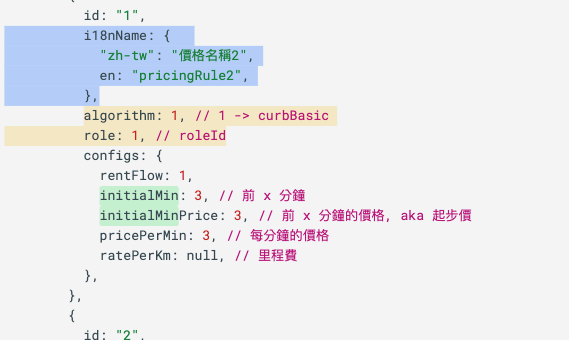 id: "1",
i18nName: {
"zh-tw": "價格名稱2",
en: "pricingRule2",
},
algorithm: 1, // 1 -> curbBasic
role: 1, // roleId
configs: {
rentFlow: 1,
initialMin: 3, // 前 x 分鐘
initialMinPrice: 3, // 前 x 分鐘的價格, aka 起步價
pricePerMin: 3, // 每分鐘的價格
ratePerKm: null, // 里程費
},
},
{
id: "2",